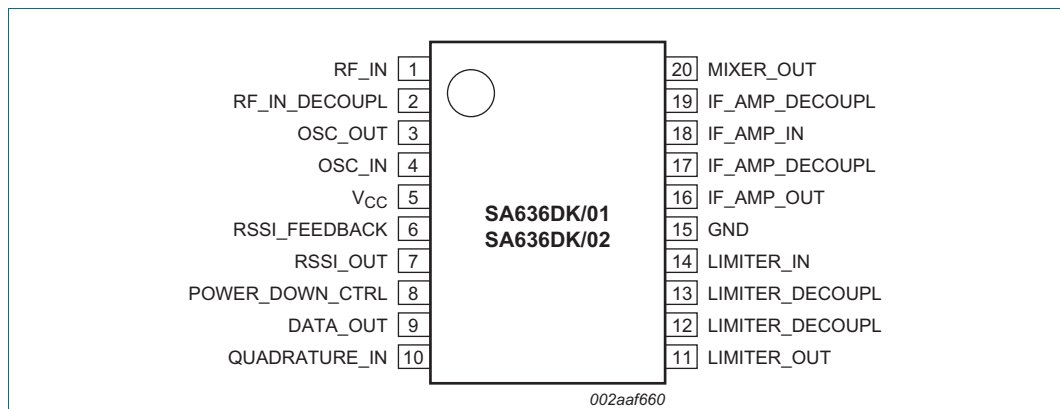 RF_IN 1
RF_IN_DECOUPL 2
OSC_OUT 3
OSC_IN 4
VCC 5
RSSI_FEEDBACK 6
RSSI_OUT 7
POWER_DOWN_CTRL 8
DATA_OUT 9
QUADRATURE_IN 10
SA636DK/01
SA636DK/02
20 MIXER_OUT
19 IF_AMP_DECOUPL
18 IF_AMP_IN
17 IF_AMP_DECOUPL
16 IF_AMP_OUT
15 GND
14 LIMITER_IN
13 LIMITER_DECOUPL
12 LIMITER_DECOUPL
11 LIMITER_OUT
002aaf660